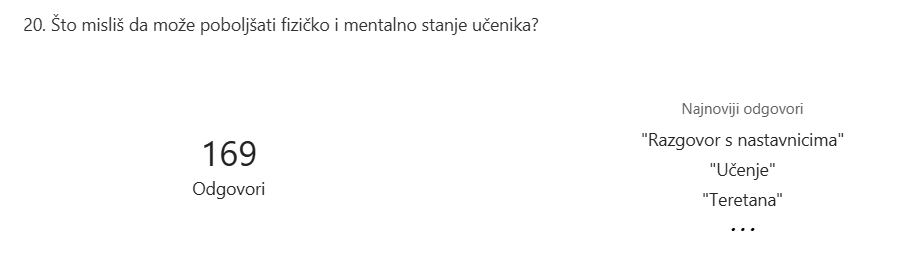 20. Što misliš da može poboljšati fizičko i mentalno stanje učenika?
169
Odgovori
Najnoviji odgovori
"Razgovor s nastavnicima"
"Učenje"
"Teretana"
...